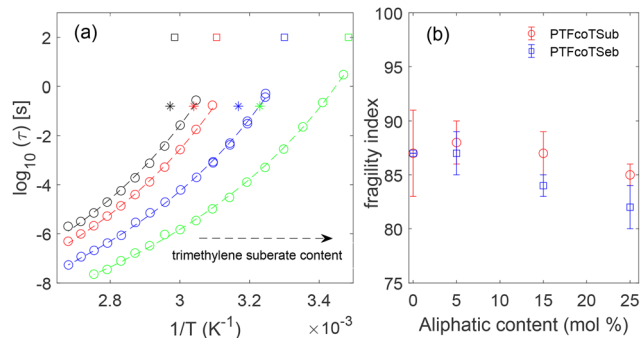 (a)
log10 (τ) [s]
4
2
0
-2
-4
-6
-8
trimethylene suberate content
2.8
3
3.2
3.4
1/T (K-1)
× 10-3
(b)
PTFcoTSub
PTFcoTSeb
fragility index
100
95
90
85
80
75
0
5
10
15
20
25
Aliphatic content (mol %)